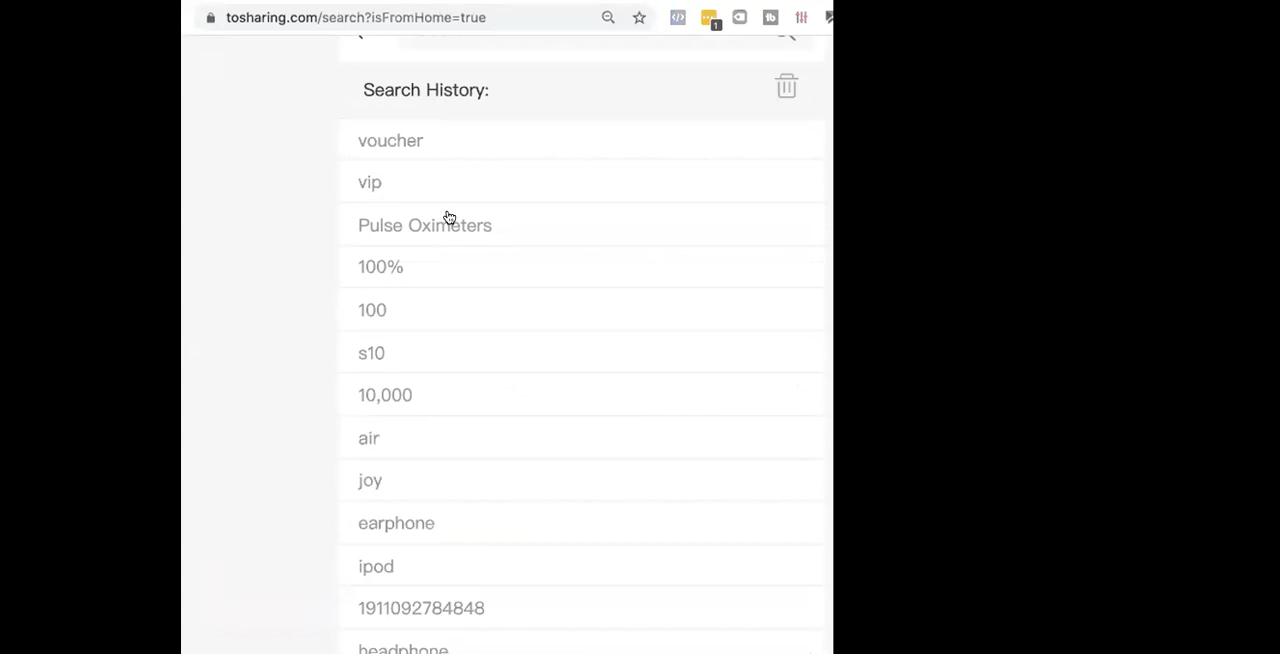 tosharing.com/search?isFromHome=true
1
Search History:
voucher
vip
Pulse Oximeters
100%
100
s10
10,000
air
joy
earphone
ipod
1911092784848
headphone